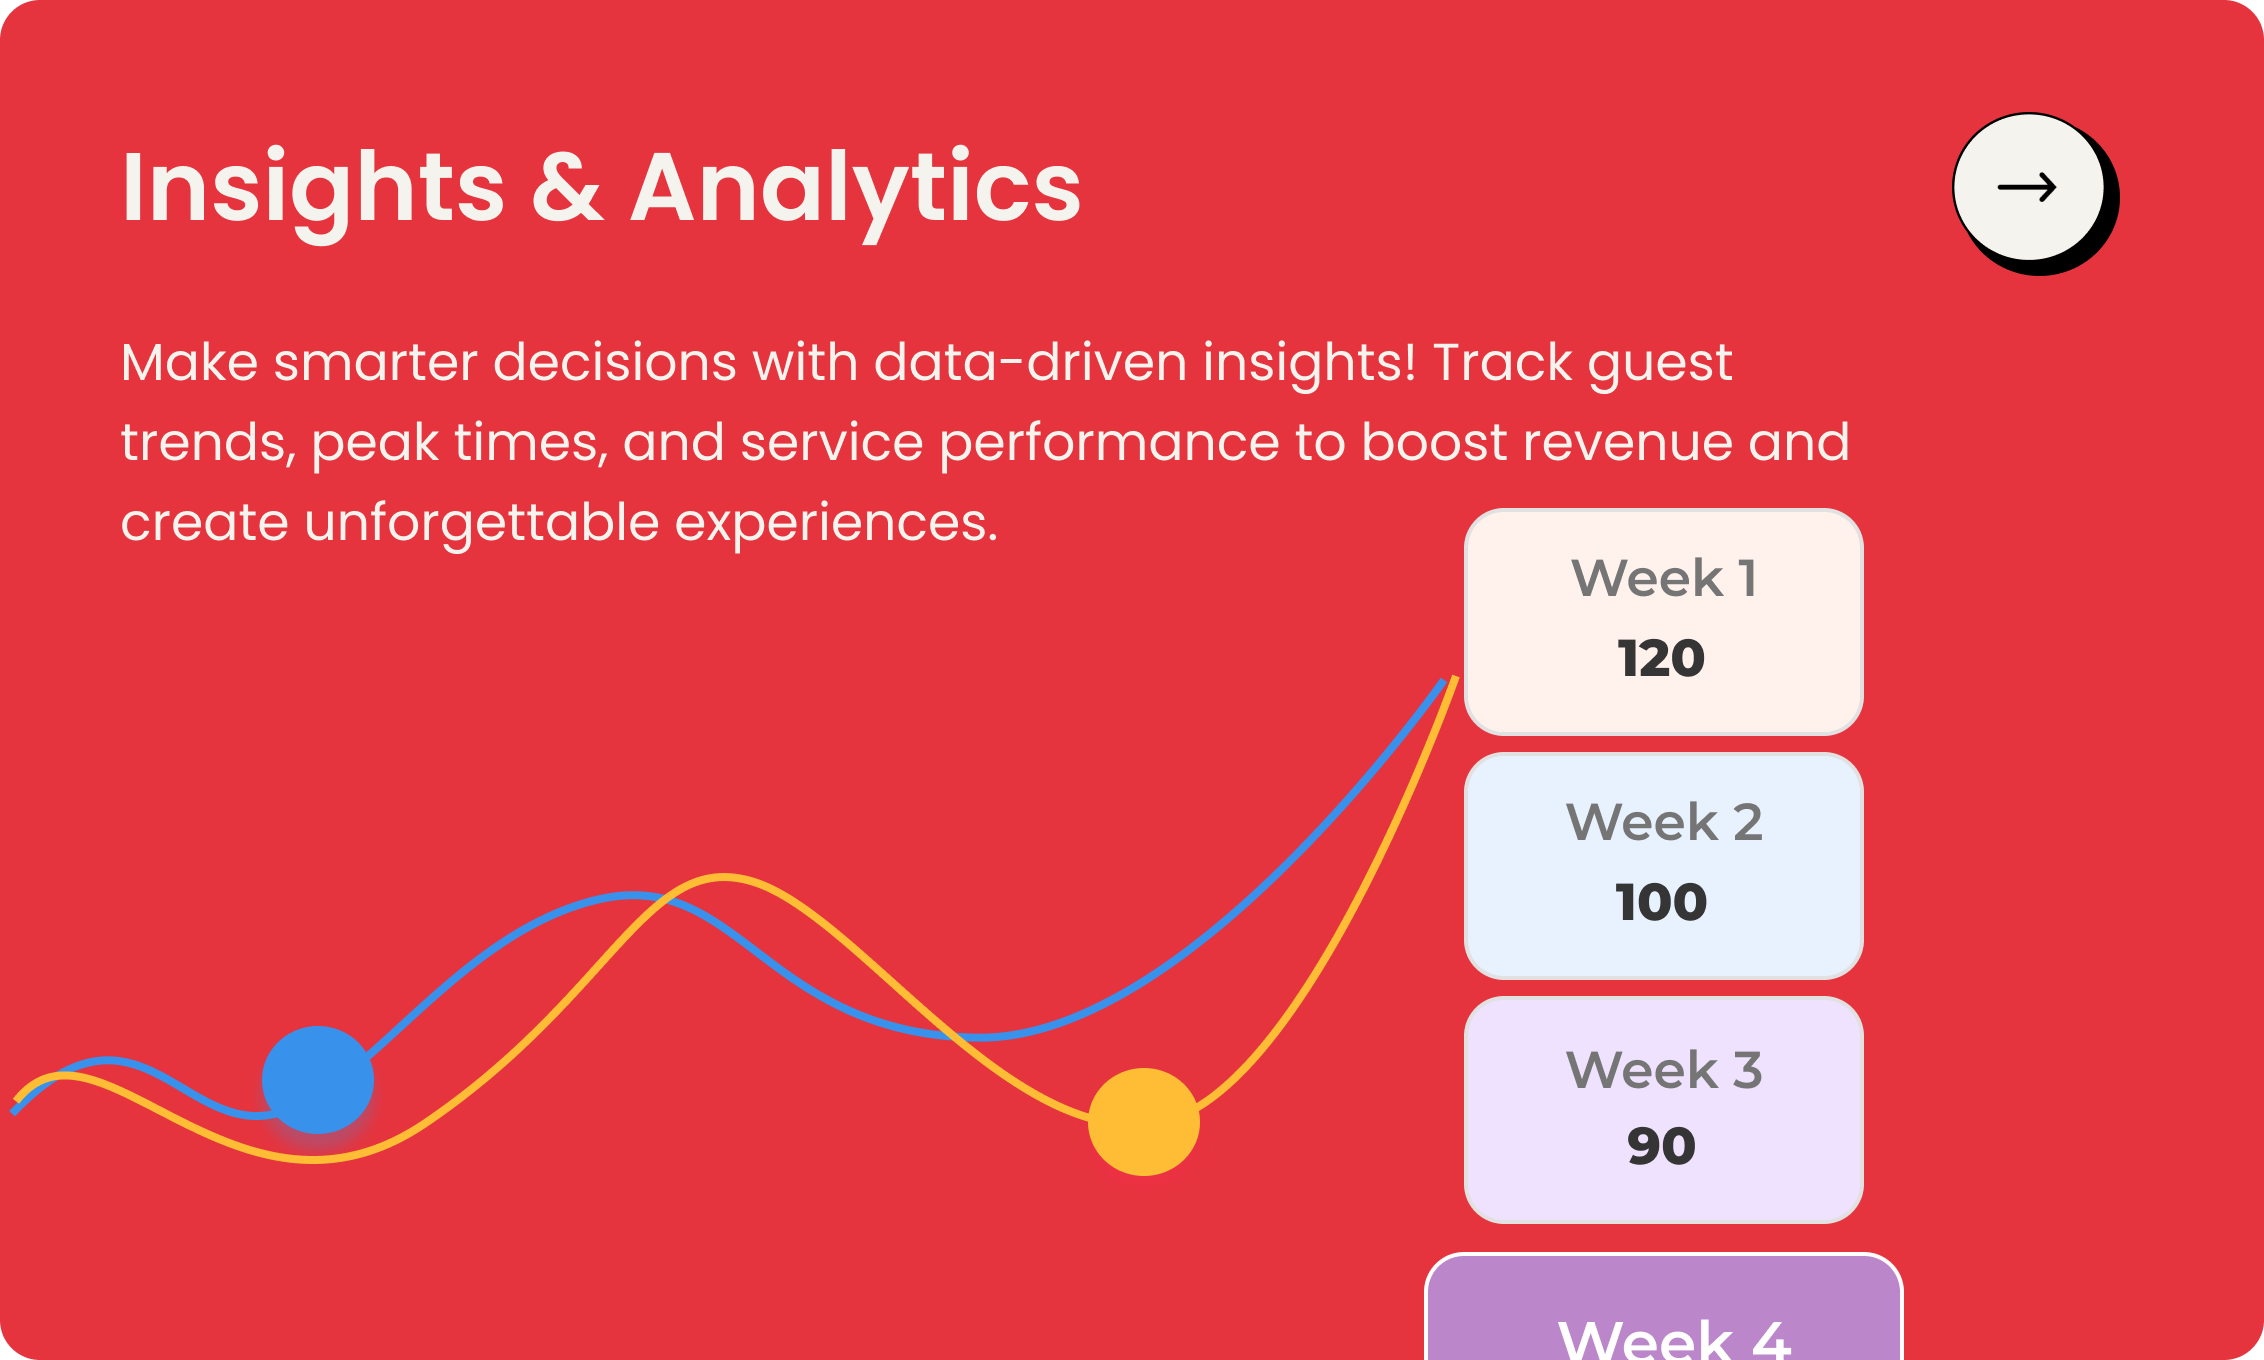 Insights & Analytics
Make smarter decisions with data-driven insights! Track guest
trends, peak times, and service performance to boost revenue and
create unforgettable experiences.
Week 1
120
Week 2
100
Week 3
90
Week 4